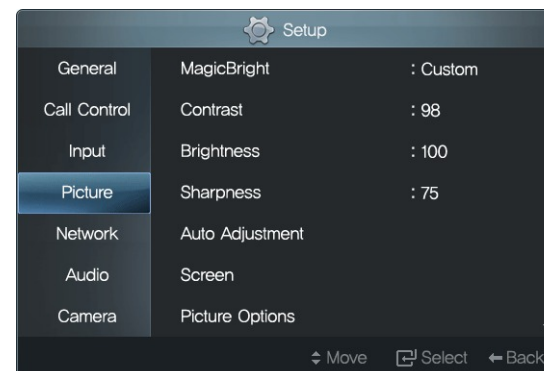 Setup
General
Call Control
Input
Picture
Network
Audio
Camera
MagicBright : Custom
Contrast : 98
Brightness : 100
Sharpness : 75
Auto Adjustment
Screen
Picture Options
Move Select Back